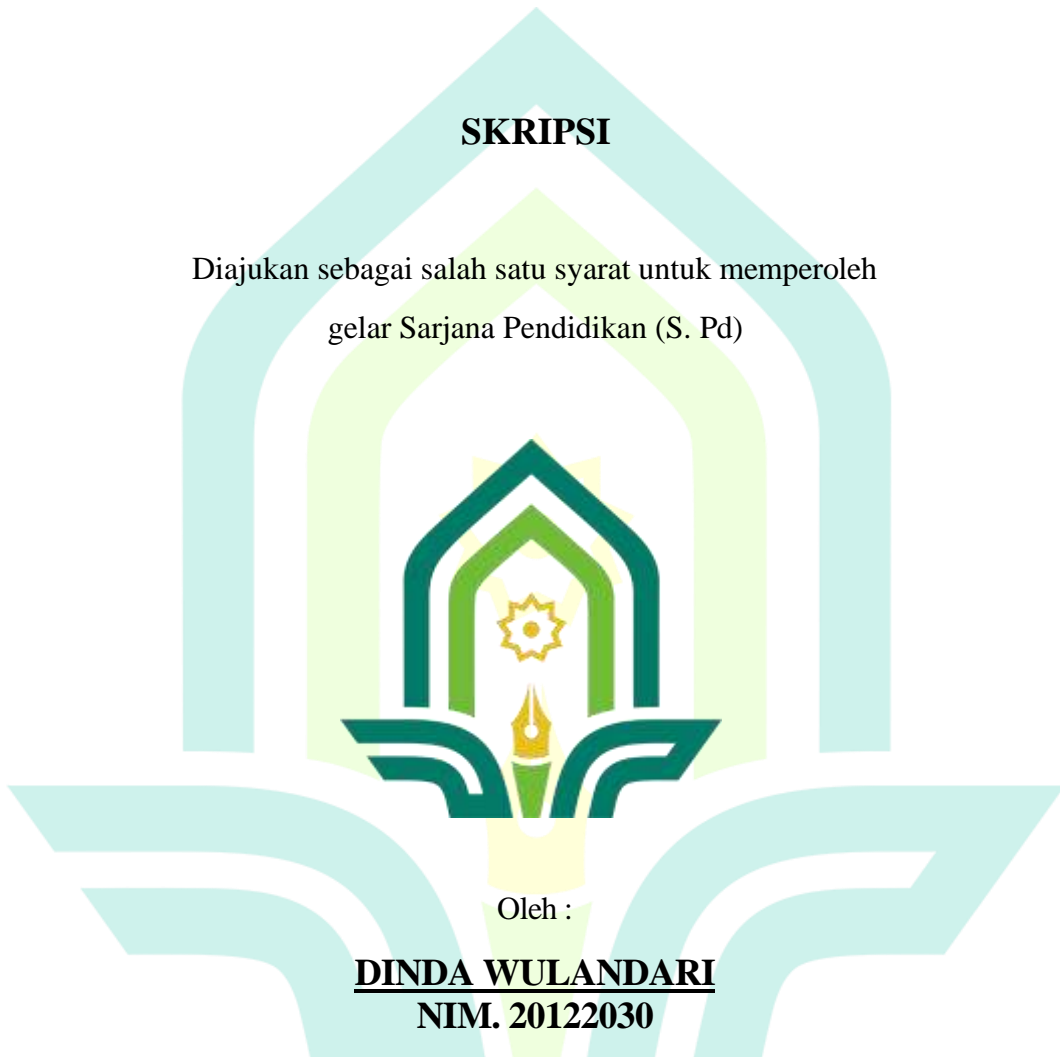 SKRIPSI
Diajukan sebagai salah satu syarat untuk memperoleh
gelar Sarjana Pendidikan (S. Pd)
Oleh :
DINDA WULANDARI
NIM. 20122030